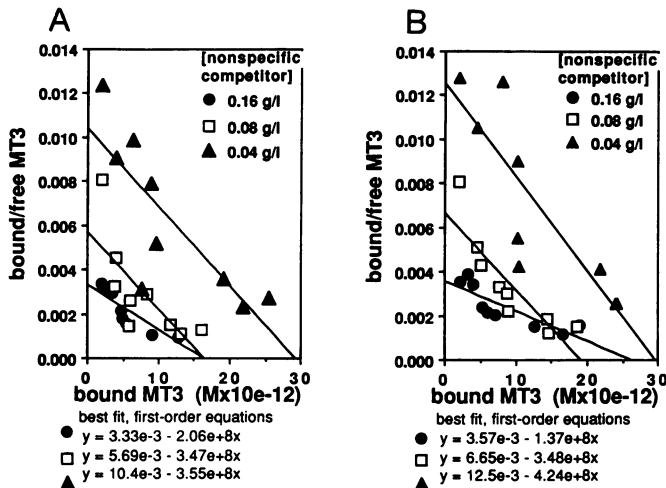 A
[nonspecific
competitor]
0.16 g/l
0.08 g/l
0.04 g/l
bound/free MT3
0.014
0.012
0.010
0.008
0.006
0.004
0.002
0.000
0 10 20 30
bound MT3 (Mx10e-12)
best fit, first-order equations
y = 3.33e-3 - 2.06e+8x
y = 5.69e-3 - 3.47e+8x
y = 10.4e-3 - 3.55e+8x
B
[nonspecific
competitor]
0.16 g/l
0.08 g/l
0.04 g/l
bound/free MT3
0.014
0.012
0.010
0.008
0.006
0.004
0.002
0.000
0 10 20 30
bound MT3 (Mx10e-12)
best fit, first-order equations
y = 3.57e-3 - 1.37e+8x
y = 6.65e-3 - 3.48e+8x
y = 12.5e-3 - 4.24e+8x